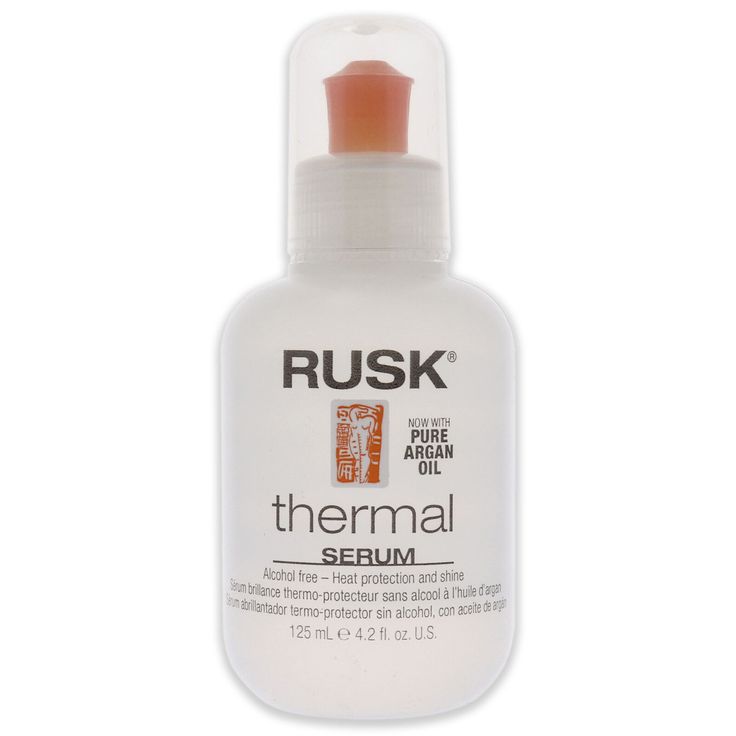 RUSK®
NOW WITH
PURE
ARGAN
OIL
thermal
SERUM
Alcohol free – Heat protection and shine
Sérum brillance thermo-protecteur sans alcool à l'huile d'argan
Sérum abrillantador termo-protector sin alcohol, con aceite de argán
125 mL ℮ 4.2 fl. oz. U.S.